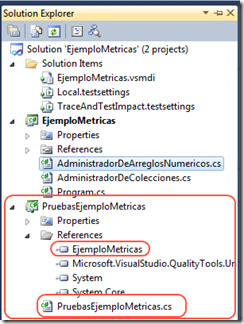 Solution Explorer
Solution 'EjemploMetricas' (2 projects)
Solution Items
EjemploMetricas.vsmdi
Local.testsettings
TraceAndTestImpact.testsettings
EjemploMetricas
Properties
References
AdministradorDeArreglosNumericos.cs
AdministradorDeColecciones.cs
Program.cs
PruebasEjemploMetricas
Properties
References
EjemploMetricas
Microsoft.VisualStudio.QualityTools.Un
System
System.Core
PruebasEjemploMetricas.cs